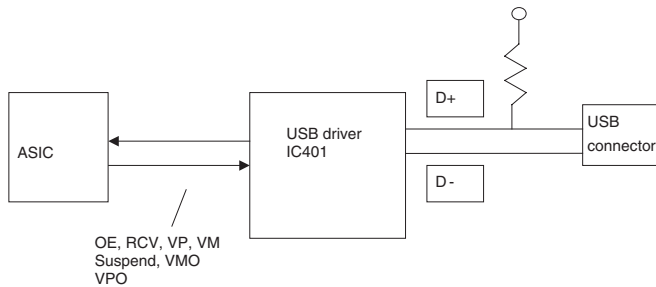 D+
USB driver
IC401
USB
connector
ASIC
D-
OE, RCV, VP, VM
Suspend, VMO
VPO